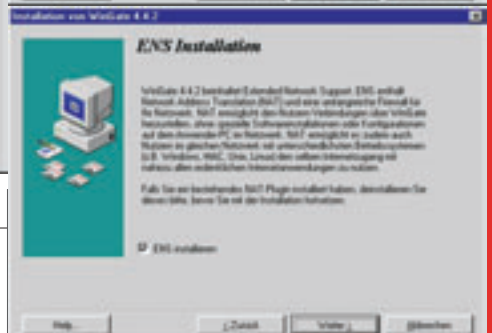 Installation von WinGate 4.4.2
ENS Installation
WinGate 4.4.2 beinhaltet Extended Network Support. ENS enthält
Network Address Translation (NAT) und eine umfangreiche Firewall für
Ihr Netzwerk. NAT ermöglicht den Nutzern Verbindungen über WinGate
herzustellen, ohne spezielle Softwareinstallationen oder Konfigurationen
auf dem Anwender-PC im Netzwerk. NAT ermöglicht es zudem auch
Nutzern im gleichen Netzwerk mit unterschiedlichen Betriebssystemen
(z.B. Windows, MAC, Unix, Linux) den selben Internetzugang mit
nahezu allen ordentlichen Internetanwendungen zu nutzen.
Falls Sie ein bestehendes NAT Plugin installiert haben, deinstallieren Sie
dieses bitte, bevor Sie mit der Installation fortsetzen.
ENS installieren
Help...
< Zurück
Weiter >
Abbrechen